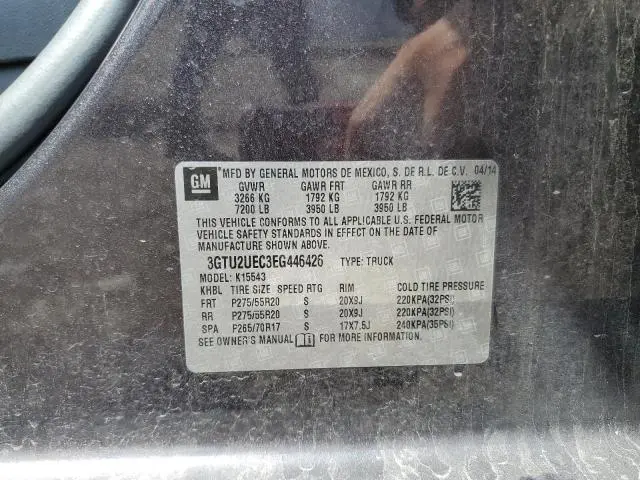 GM
MFD BY GENERAL MOTORS DE MEXICO, S. DE R.L. DE C.V. 04/14
GVWR GAWR FRT GAWR RR
3266 KG 1792 KG 1792 KG
7200 LB 3950 LB 3950 LB
THIS VEHICLE CONFORMS TO ALL APPLICABLE U.S. FEDERAL MOTOR
VEHICLE SAFETY STANDARDS IN EFFECT ON THE DATE OF
MANUFACTURE SHOWN ABOVE.
3GTU2UEC3EG446426 TYPE: TRUCK
MODEL: K15543
KHBL TIRE SIZE SPEED RTG RIM COLD TIRE PRESSURE
FRT P275/55R20 S 20X9J 220KPA(32PSI)
RR P275/55R20 S 20X9J 220KPA(32PSI)
SPA P265/70R17 S 17X7.5J 240KPA(35PSI)
SEE OWNER'S MANUAL FOR MORE INFORMATION.